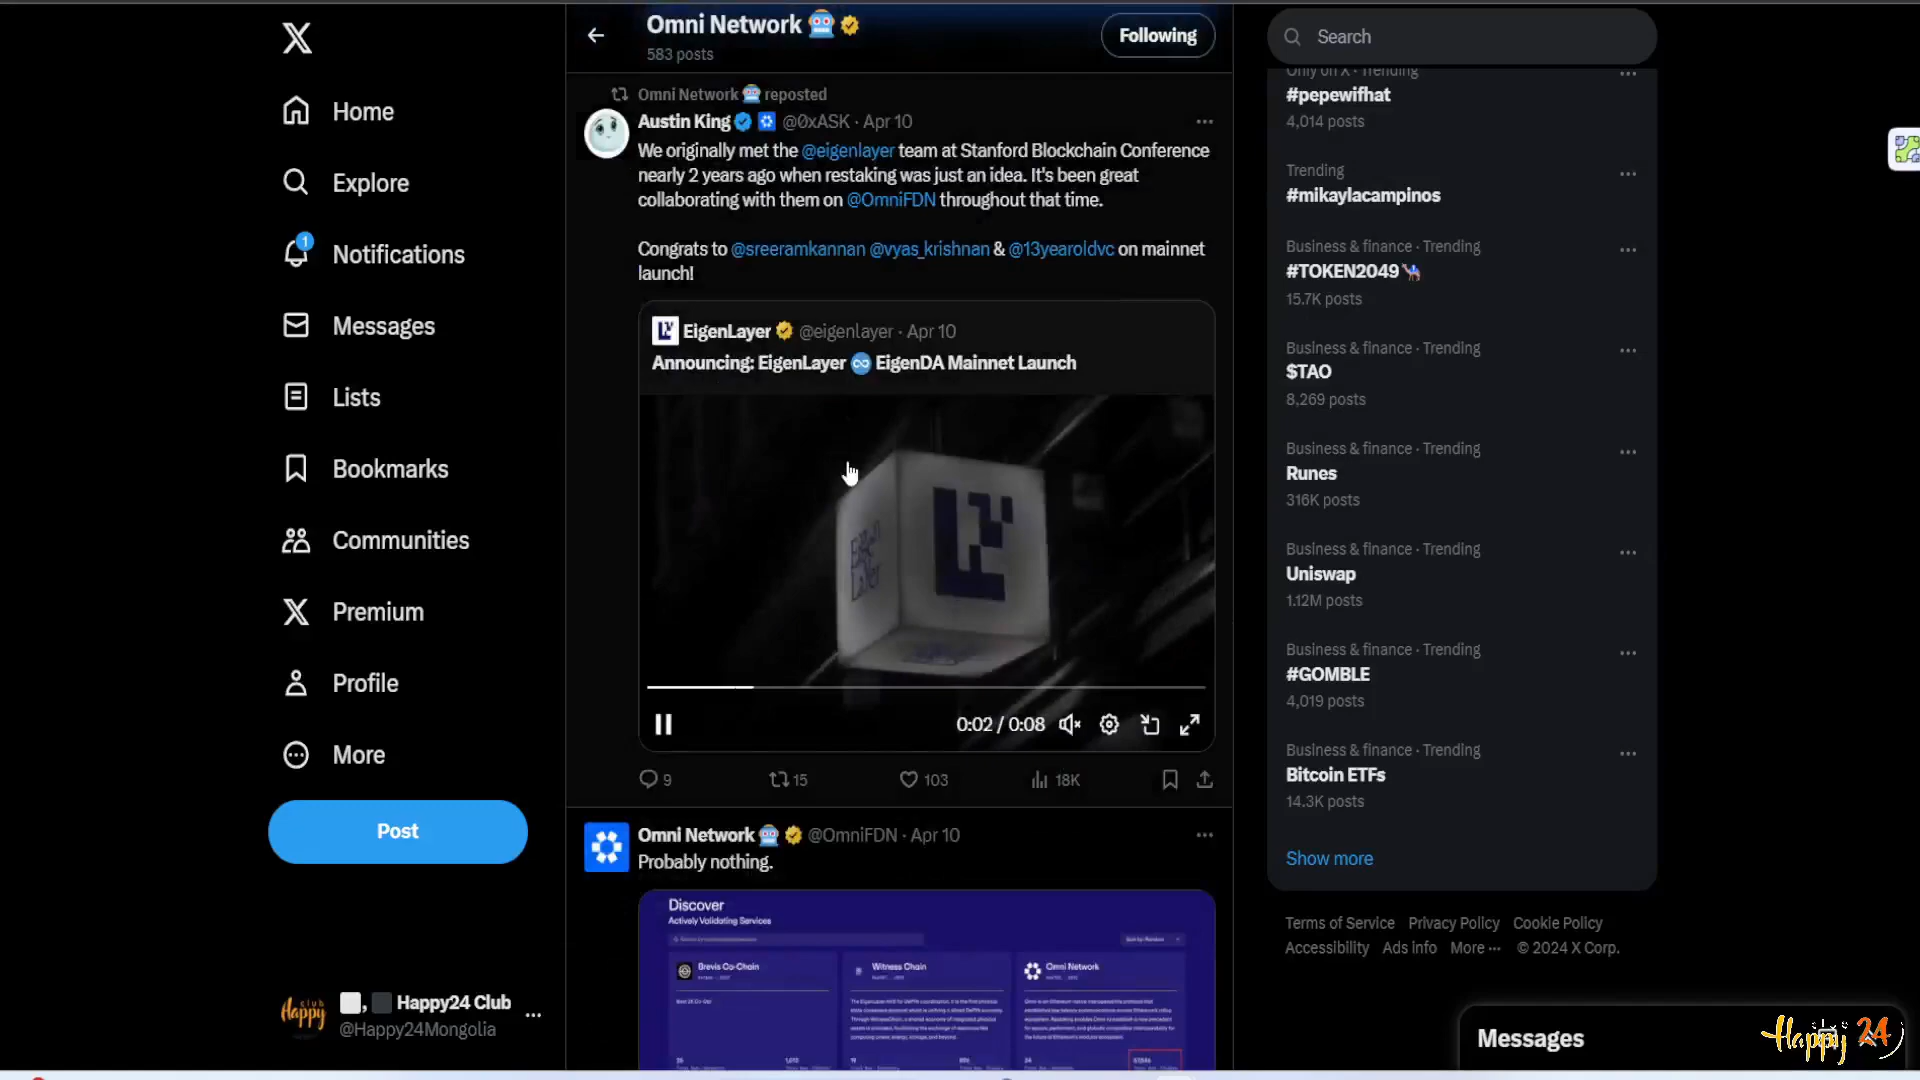 Home
Explore
1
Notifications
Messages
Lists
Bookmarks
Communities
Premium
Profile
More
Post
Happy24 Club
@Happy24Mongolia
Omni Network
583 posts
Following
Omni Network reposted
Austin King @0xASK · Apr 10
We originally met the @eigenlayer team at Stanford Blockchain Conference
nearly 2 years ago when restaking was just an idea. It's been great
collaborating with them on @OmniFDN throughout that time.
Congrats to @sreeramkannan @vyas_krishnan & @13yearoldvc on mainnet
launch!
EigenLayer @eigenlayer · Apr 10
Announcing: EigenLayer EigenDA Mainnet Launch
0:02 / 0:08
9
15
103
18K
Omni Network @OmniFDN · Apr 10
Probably nothing.
Discover
Actively Validating Services
Brevis Co-Chain
Witness Chain
Omni Network
Search
Only on X · Trending
#pepewifhat
4,014 posts
Trending
#mikaylacampinos
Business & finance · Trending
#TOKEN2049
15.7K posts
Business & finance · Trending
$TAO
8,269 posts
Business & finance · Trending
Runes
316K posts
Business & finance · Trending
Uniswap
1.12M posts
Business & finance · Trending
#GOMBLE
4,019 posts
Business & finance · Trending
Bitcoin ETFs
14.3K posts
Show more
Terms of Service Privacy Policy Cookie Policy
Accessibility Ads info More ··· © 2024 X Corp.
Messages
Happy 24